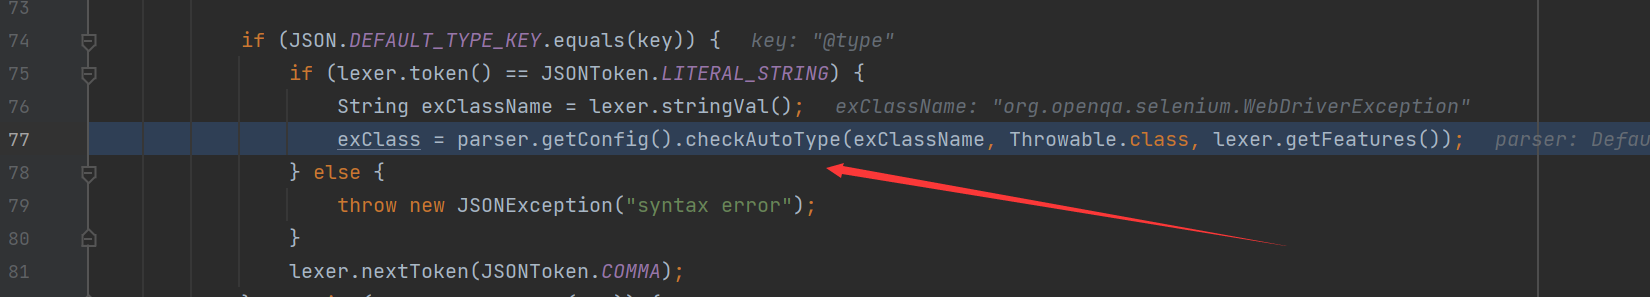 73
74 if (JSON.DEFAULT_TYPE_KEY.equals(key)) { key: "@type"
75 if (lexer.token() == JSONToken.LITERAL_STRING) {
76 String exClassName = lexer.stringVal(); exClassName: "org.openqa.selenium.WebDriverException"
77 exClass = parser.getConfig().checkAutoType(exClassName, Throwable.class, lexer.getFeatures()); parser: Defau
78 } else {
79 throw new JSONException("syntax error");
80 }
81 lexer.nextToken(JSONToken.COMMA);